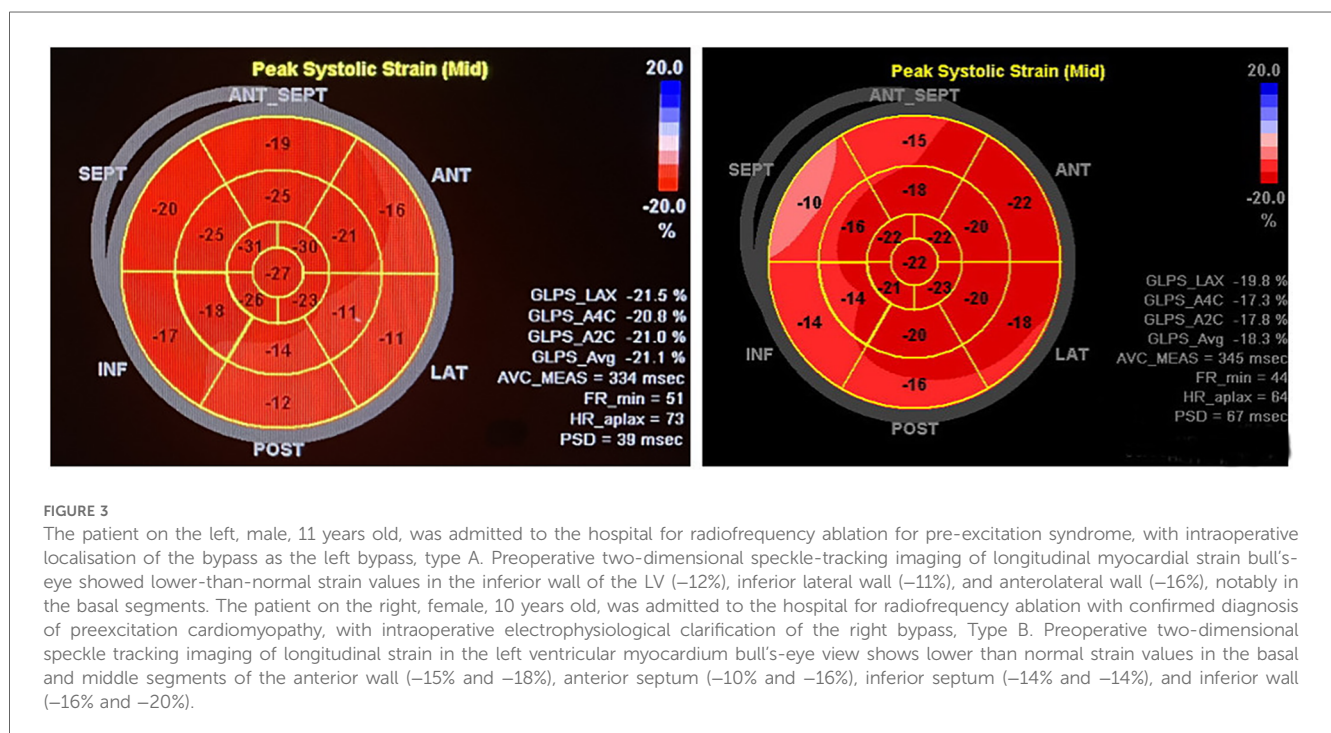 Peak Systolic Strain (Mid)
ANT_SEPT
20.0
-20.0
%
SEPT
ANT
-19
-20
-16
-25
-25
-21
-31
-30
-27
-26
-23
-18
-11
-11
-17
-14
-12
INF
LAT
POST
GLPS_LAX -21.5 %
GLPS_A4C -20.8 %
GLPS_A2C -21.0 %
GLPS_Avg -21.1 %
AVC_MEAS = 334 msec
FR_min = 51
HR_aplax = 73
PSD = 39 msec
Peak Systolic Strain (Mid)
ANT_SEPT
20.0
-20.0
%
SEPT
ANT
-15
-10
-22
-18
-16
-20
-22
-22
-22
-21
-23
-14
-20
-14
-18
-20
-16
INF
LAT
POST
GLPS_LAX -19.8 %
GLPS_A4C -17.3 %
GLPS_A2C -17.8 %
GLPS_Avg -18.3 %
AVC_MEAS = 345 msec
FR_min = 44
HR_aplax = 64
PSD = 67 msec
FIGURE 3
The patient on the left, male, 11 years old, was admitted to the hospital for radiofrequency ablation for pre-excitation syndrome, with intraoperative
localisation of the bypass as the left bypass, type A. Preoperative two-dimensional speckle-tracking imaging of longitudinal myocardial strain bull's-
eye showed lower-than-normal strain values in the inferior wall of the LV (−12%), inferior lateral wall (−11%), and anterolateral wall (−16%), notably in
the basal segments. The patient on the right, female, 10 years old, was admitted to the hospital for radiofrequency ablation with confirmed diagnosis
of preexcitation cardiomyopathy, with intraoperative electrophysiological clarification of the right bypass, Type B. Preoperative two-dimensional
speckle tracking imaging of longitudinal strain in the left ventricular myocardium bull's-eye view shows lower than normal strain values in the basal
and middle segments of the anterior wall (−15% and −18%), anterior septum (−10% and −16%), inferior septum (−14% and −14%), and inferior wall
(−16% and −20%).